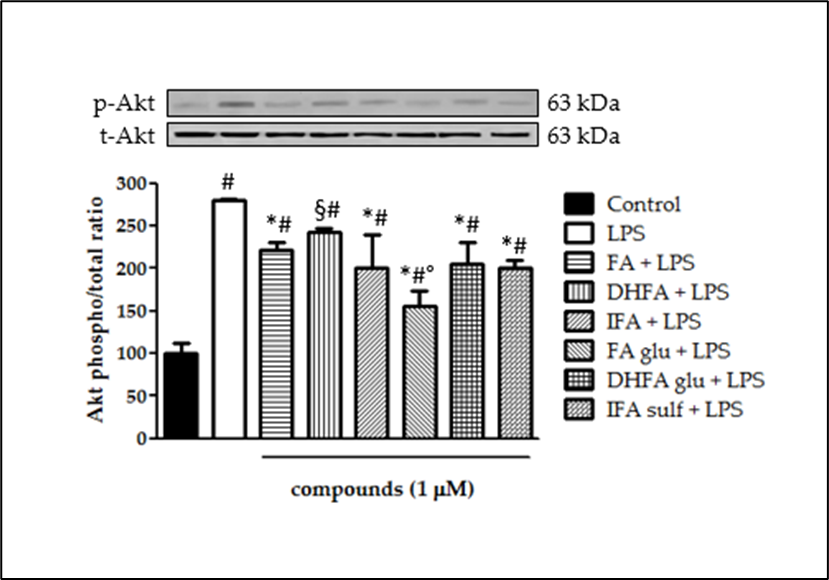 p-Akt 63 kDa
t-Akt 63 kDa
Akt phospho/total ratio
300
250
200
150
100
50
0
#
*#
§#
*#
*#°
*#
*#
compounds (1 µM)
Control
LPS
FA + LPS
DHFA + LPS
IFA + LPS
FA glu + LPS
DHFA glu + LPS
IFA sulf + LPS